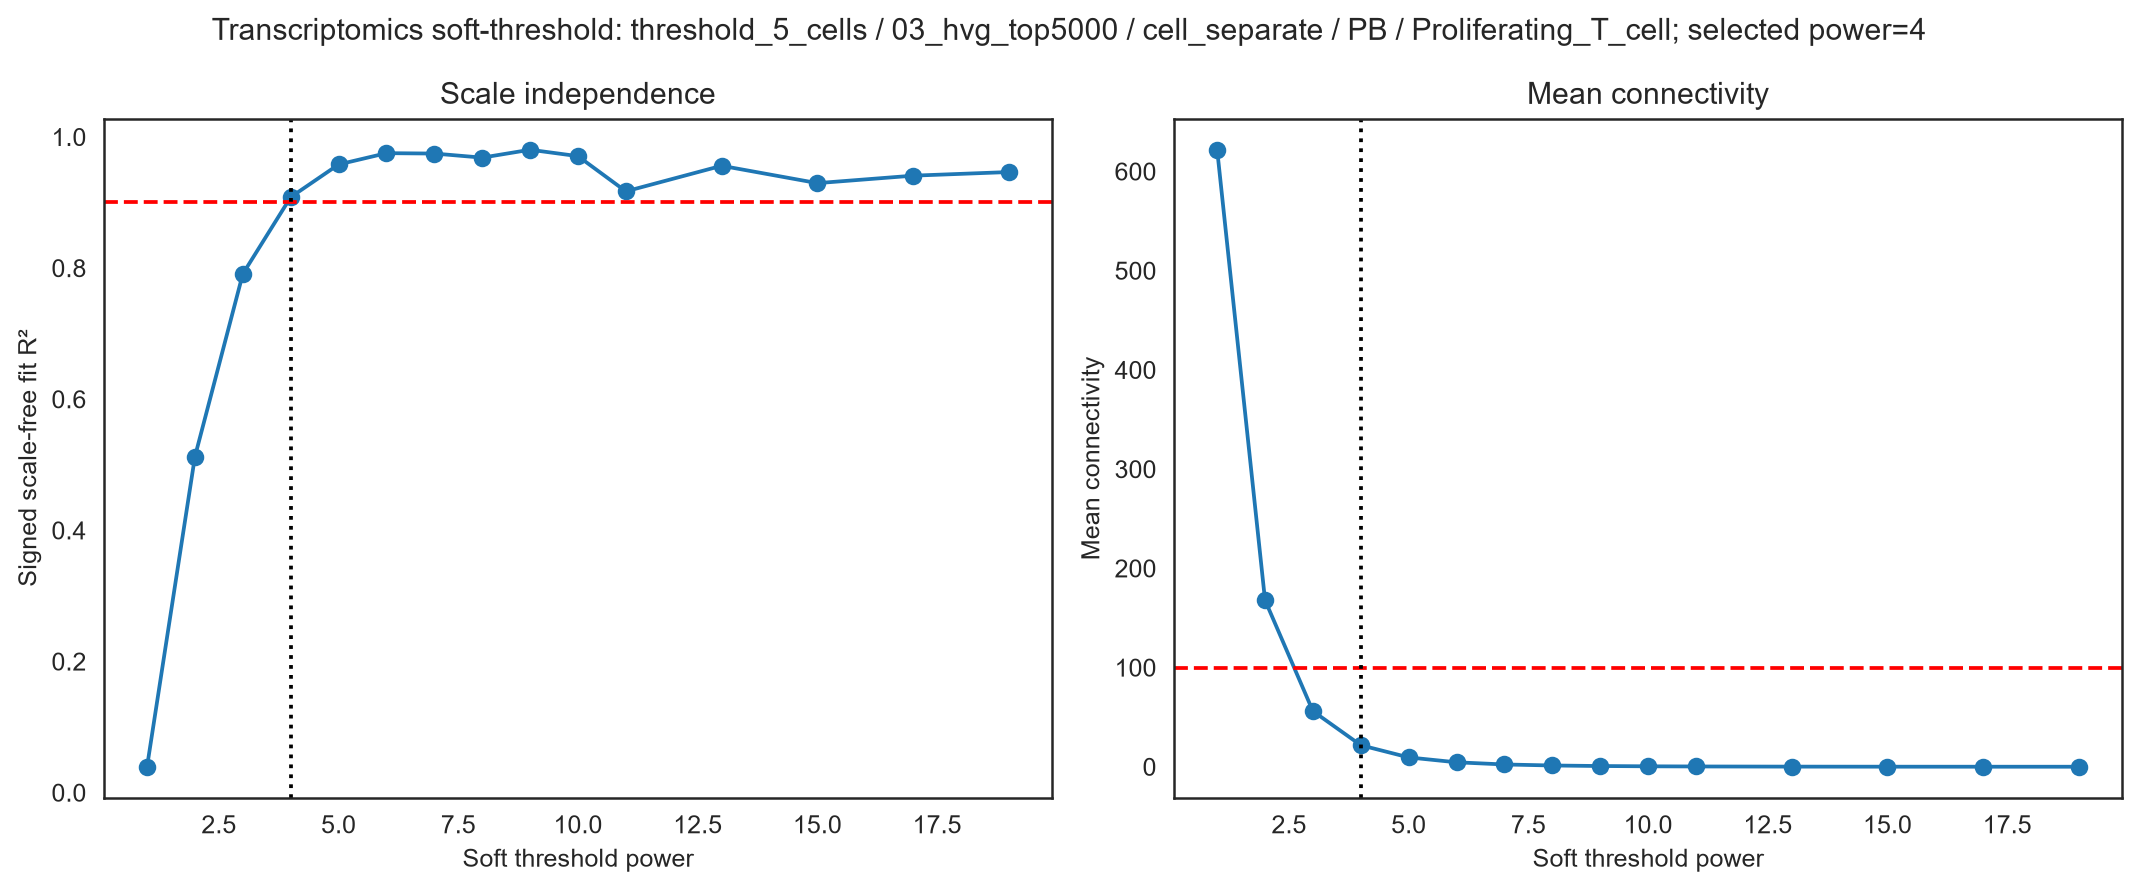 Transcriptomics soft-threshold: threshold_5_cells / 03_hvg_top5000 / cell_separate / PB / Proliferating_T_cell; selected power=4
Scale independence
Signed scale-free fit R²
1.0
0.8
0.6
0.4
0.2
0.0
2.5 5.0 7.5 10.0 12.5 15.0 17.5
Soft threshold power
Mean connectivity
Mean connectivity
600
500
400
300
200
100
0
2.5 5.0 7.5 10.0 12.5 15.0 17.5
Soft threshold power